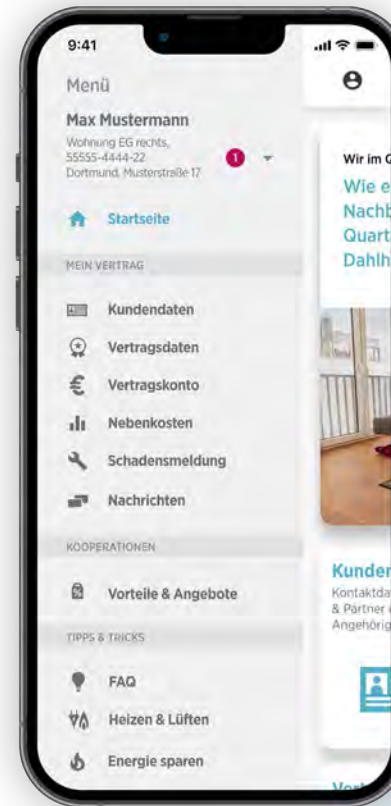 9:41
Menü
Max Mustermann
Wohnung EG rechts,
55555-4444-22
Dortmund, Musterstraße 17
1
Startseite
MEIN VERTRAG
Kundendaten
Vertragsdaten
Vertragskonto
Nebenkosten
Schadensmeldung
Nachrichten
KOOPERATIONEN
Vorteile & Angebote
TIPPS & TRICKS
FAQ
Heizen & Lüften
Energie sparen
Wir im Q
Wie e
Nachb
Quart
Dahlh
Kunden
Kontaktda
& Partner
Angehörig